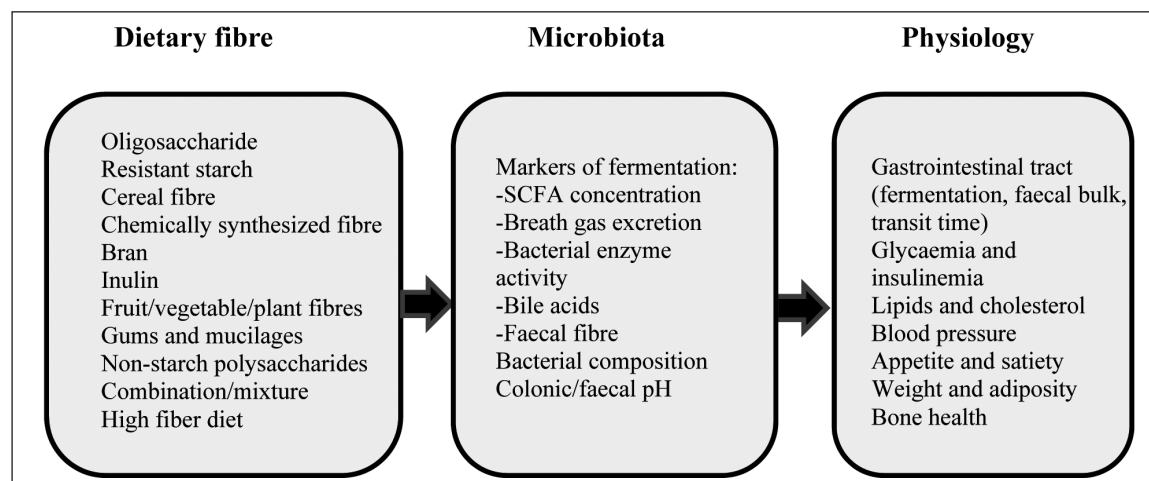 Dietary fibre
Oligosaccharide
Resistant starch
Cereal fibre
Chemically synthesized fibre
Bran
Inulin
Fruit/vegetable/plant fibres
Gums and mucilages
Non-starch polysaccharides
Combination/mixture
High fiber diet
Microbiota
Markers of fermentation:
-SCFA concentration
-Breath gas excretion
-Bacterial enzyme
activity
-Bile acids
-Faecal fibre
Bacterial composition
Colonic/faecal pH
Physiology
Gastrointestinal tract
(fermentation, faecal bulk,
transit time)
Glycaemia and
insulinemia
Lipids and cholesterol
Blood pressure
Appetite and satiety
Weight and adiposity
Bone health